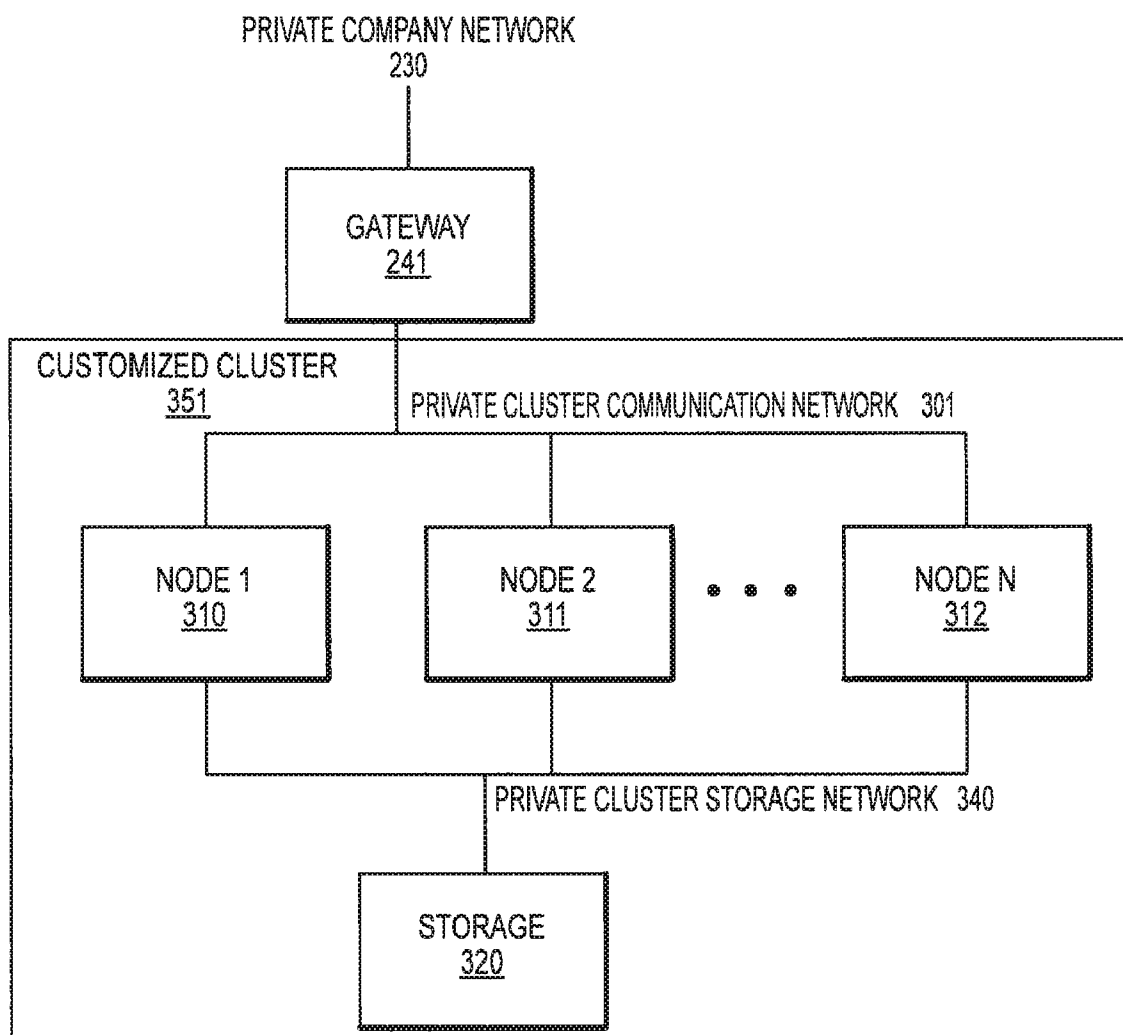 PRIVATE COMPANY NETWORK
230
GATEWAY
241
CUSTOMIZED CLUSTER
351
PRIVATE CLUSTER COMMUNICATION NETWORK 301
NODE 1
310
NODE 2
311
NODE N
312
PRIVATE CLUSTER STORAGE NETWORK 340
STORAGE
320